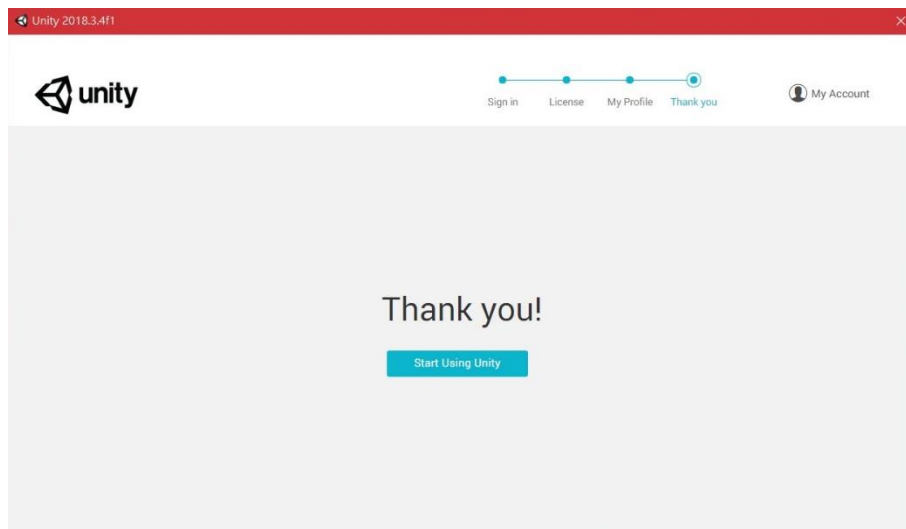 Unity 2018.3.4f1
unity
Sign in License My Profile Thank you
My Account
Thank you!
Start Using Unity